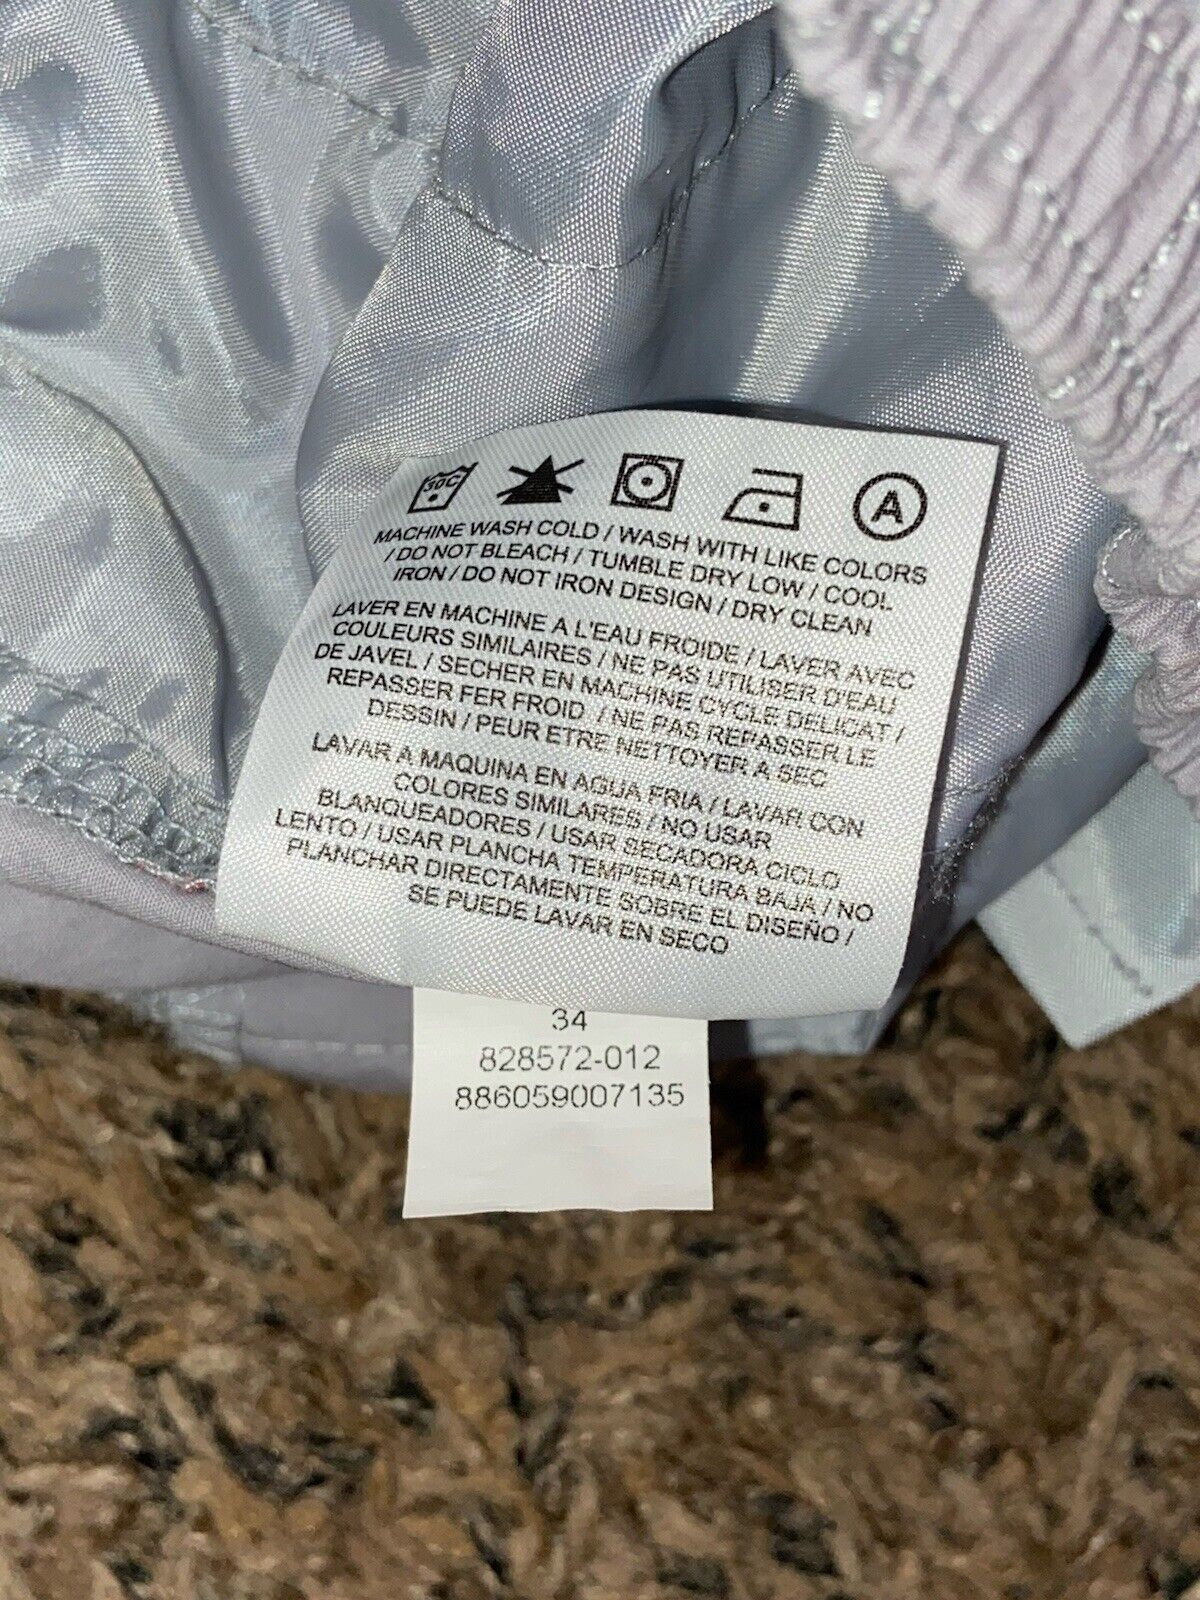 30C
A
MACHINE WASH COLD / WASH WITH LIKE COLORS
/ DO NOT BLEACH / TUMBLE DRY LOW / COOL
IRON / DO NOT IRON DESIGN / DRY CLEAN
LAVER EN MACHINE A L'EAU FROIDE / LAVER AVEC
COULEURS SIMILAIRES / NE PAS UTILISER D'EAU
DE JAVEL / SECHER EN MACHINE CYCLE DELICAT /
REPASSER FER FROID / NE PAS REPASSER LE
DESSIN / PEUR ETRE NETTOYER A SEC
LAVAR A MAQUINA EN AGUA FRIA / LAVAR CON
COLORES SIMILARES / NO USAR
BLANQUEADORES / USAR SECADORA CICLO
LENTO / USAR PLANCHA TEMPERATURA BAJA / NO
PLANCHAR DIRECTAMENTE SOBRE EL DISEÑO /
SE PUEDE LAVAR EN SECO
34
828572-012
886059007135